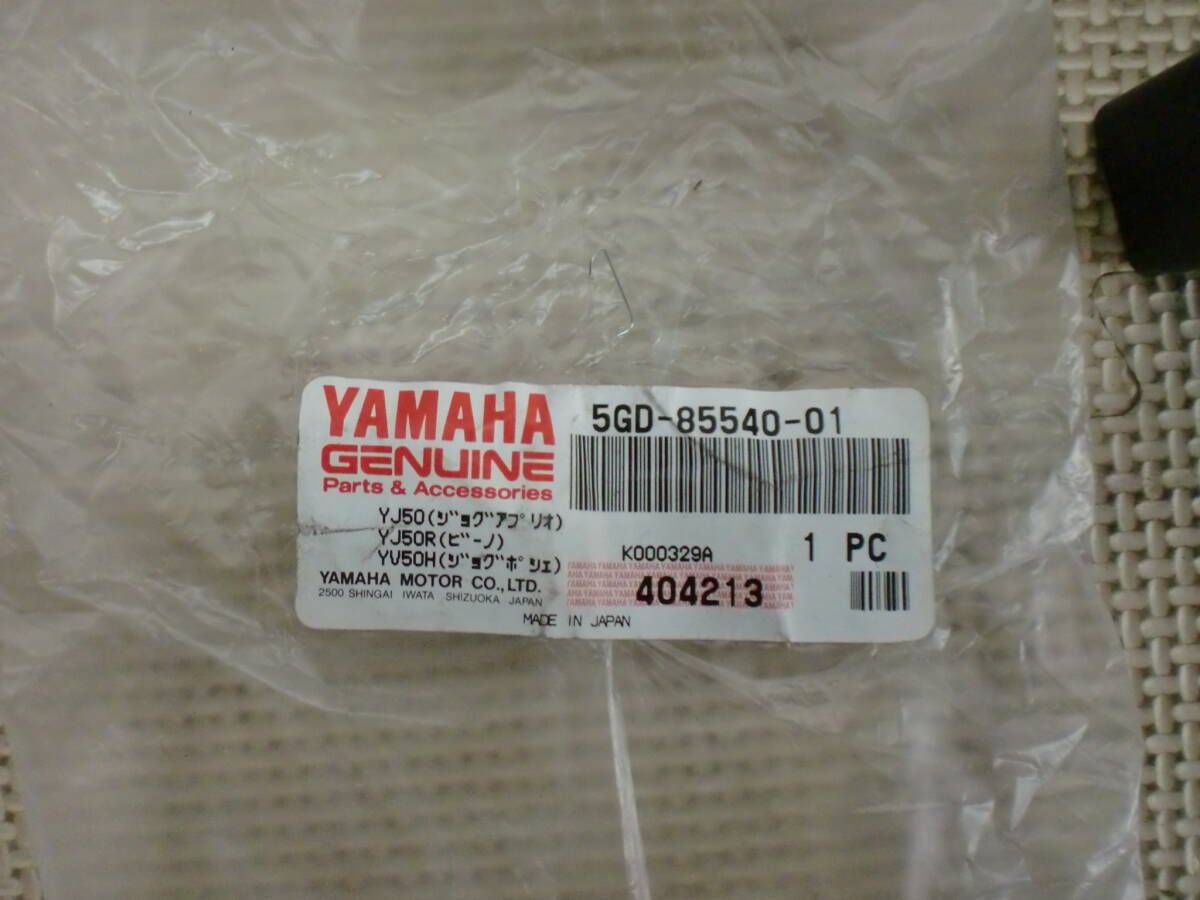 YAMAHA
GENUINE
Parts & Accessories
5GD-85540-01
YJ50(ジョグアプリオ)
YJ50R(ビーノ)
YV50H(ジョグポシェ)
K000329A
1 PC
YAMAHA MOTOR CO.,LTD.
2500 SHINGAI IWATA SHIZUOKA JAPAN
404213
MADE IN JAPAN